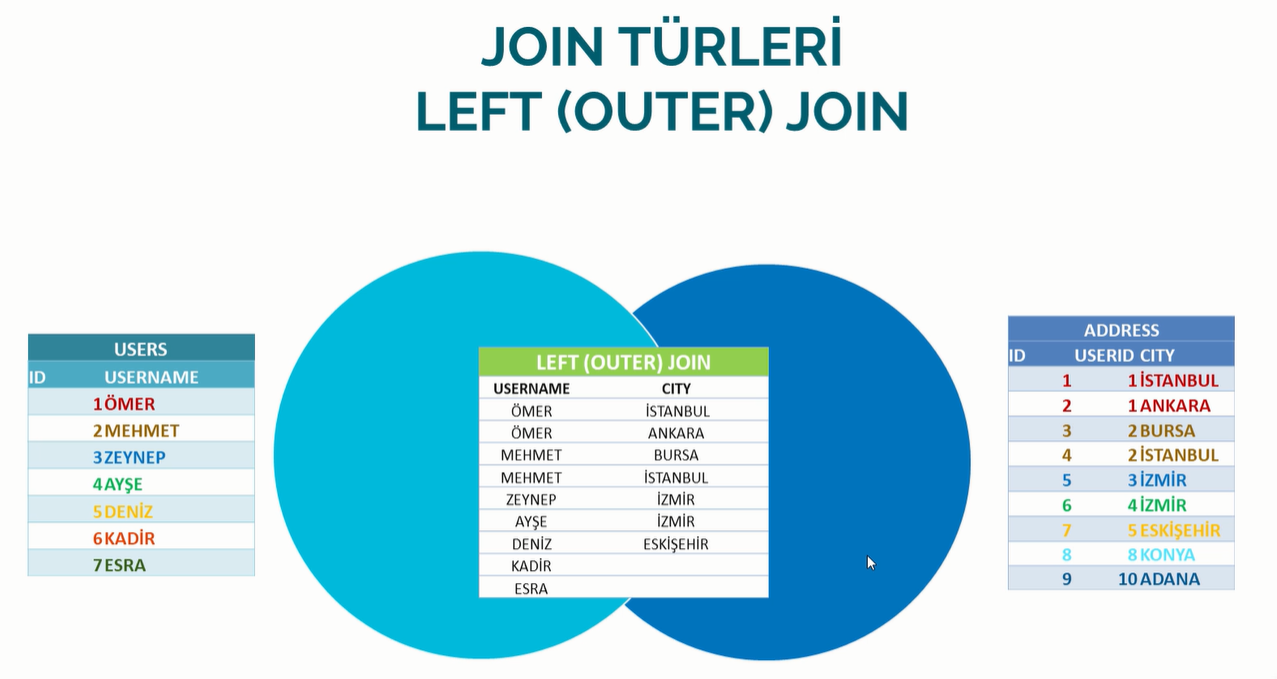 JOIN TÜRLERİ
LEFT (OUTER) JOIN
USERS
ID USERNAME
1 ÖMER
2 MEHMET
3 ZEYNEP
4 AYŞE
5 DENİZ
6 KADİR
7 ESRA
LEFT (OUTER) JOIN
USERNAME CITY
ÖMER İSTANBUL
ÖMER ANKARA
MEHMET BURSA
MEHMET İSTANBUL
ZEYNEP İZMİR
AYŞE İZMİR
DENİZ ESKİŞEHİR
KADİR
ESRA
ADDRESS
ID USERID CITY
1 1 İSTANBUL
2 1 ANKARA
3 2 BURSA
4 2 İSTANBUL
5 3 İZMİR
6 4 İZMİR
7 5 ESKİŞEHİR
8 8 KONYA
9 10 ADANA